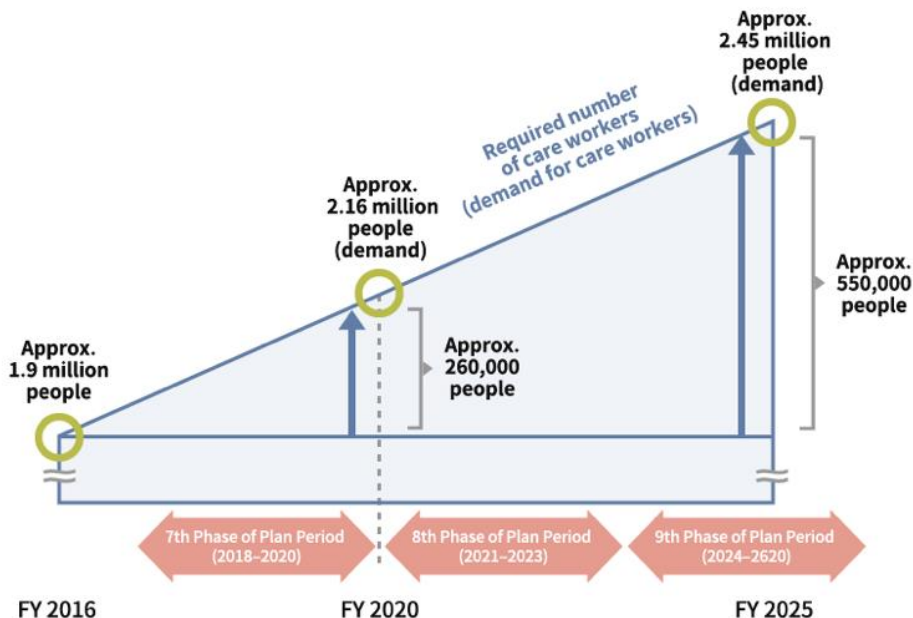 Approx.
2.45 million
people
(demand)
Required number
of care workers
(demand for care workers)
Approx.
2.16 million
people
(demand)
Approx.
550,000
people
Approx.
1.9 million
people
Approx.
260,000
people
7th Phase of Plan Period
(2018–2020)
8th Phase of Plan Period
(2021–2023)
9th Phase of Plan Period
(2024–2620)
FY 2016
FY 2020
FY 2025